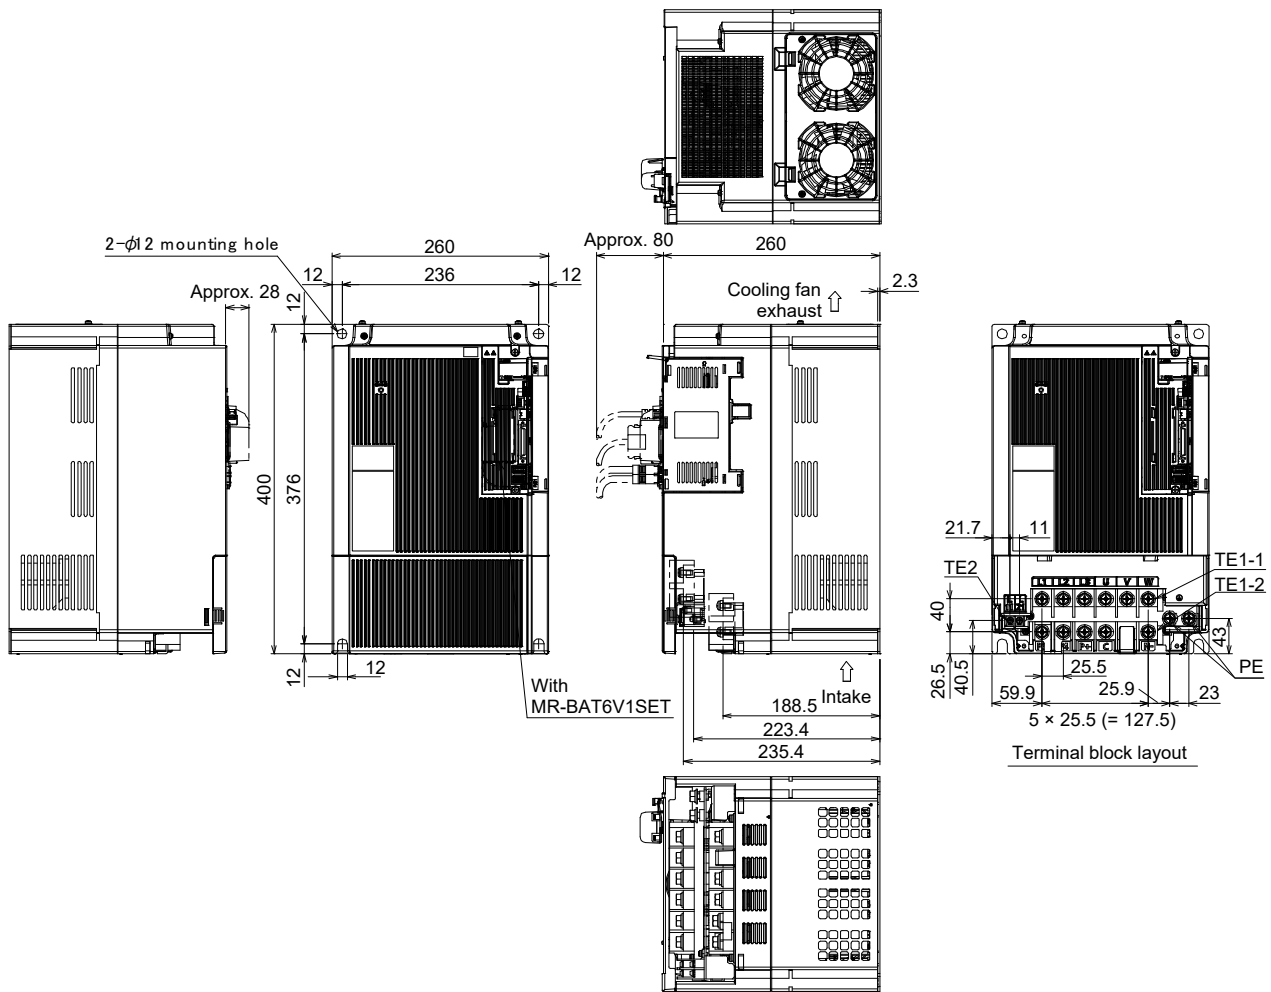 2-ϕ12 mounting hole
260
12
236
12
Approx. 28
12
400
376
12
12
With
MR-BAT6V1SET
Approx. 80
260
Cooling fan
exhaust
2.3
Intake
188.5
223.4
235.4
21.7
11
TE2
TE1-1
TE1-2
L1 L2 L3 U V W
C
40
40.5
26.5
43
PE
25.5
59.9
25.9
23
5 × 25.5 (= 127.5)
Terminal block layout